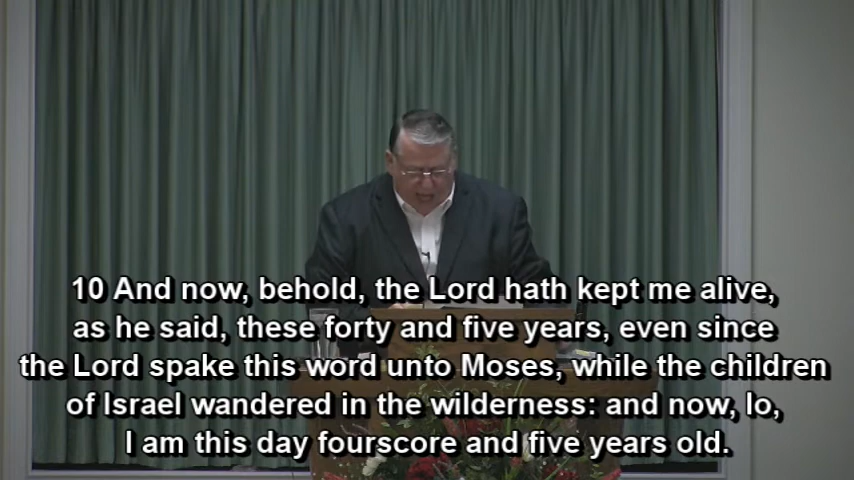 10 And now, behold, the Lord hath kept me alive,
as he said, these forty and five years, even since
the Lord spake this word unto Moses, while the children
of Israel wandered in the wilderness: and now, lo,
I am this day fourscore and five years old.